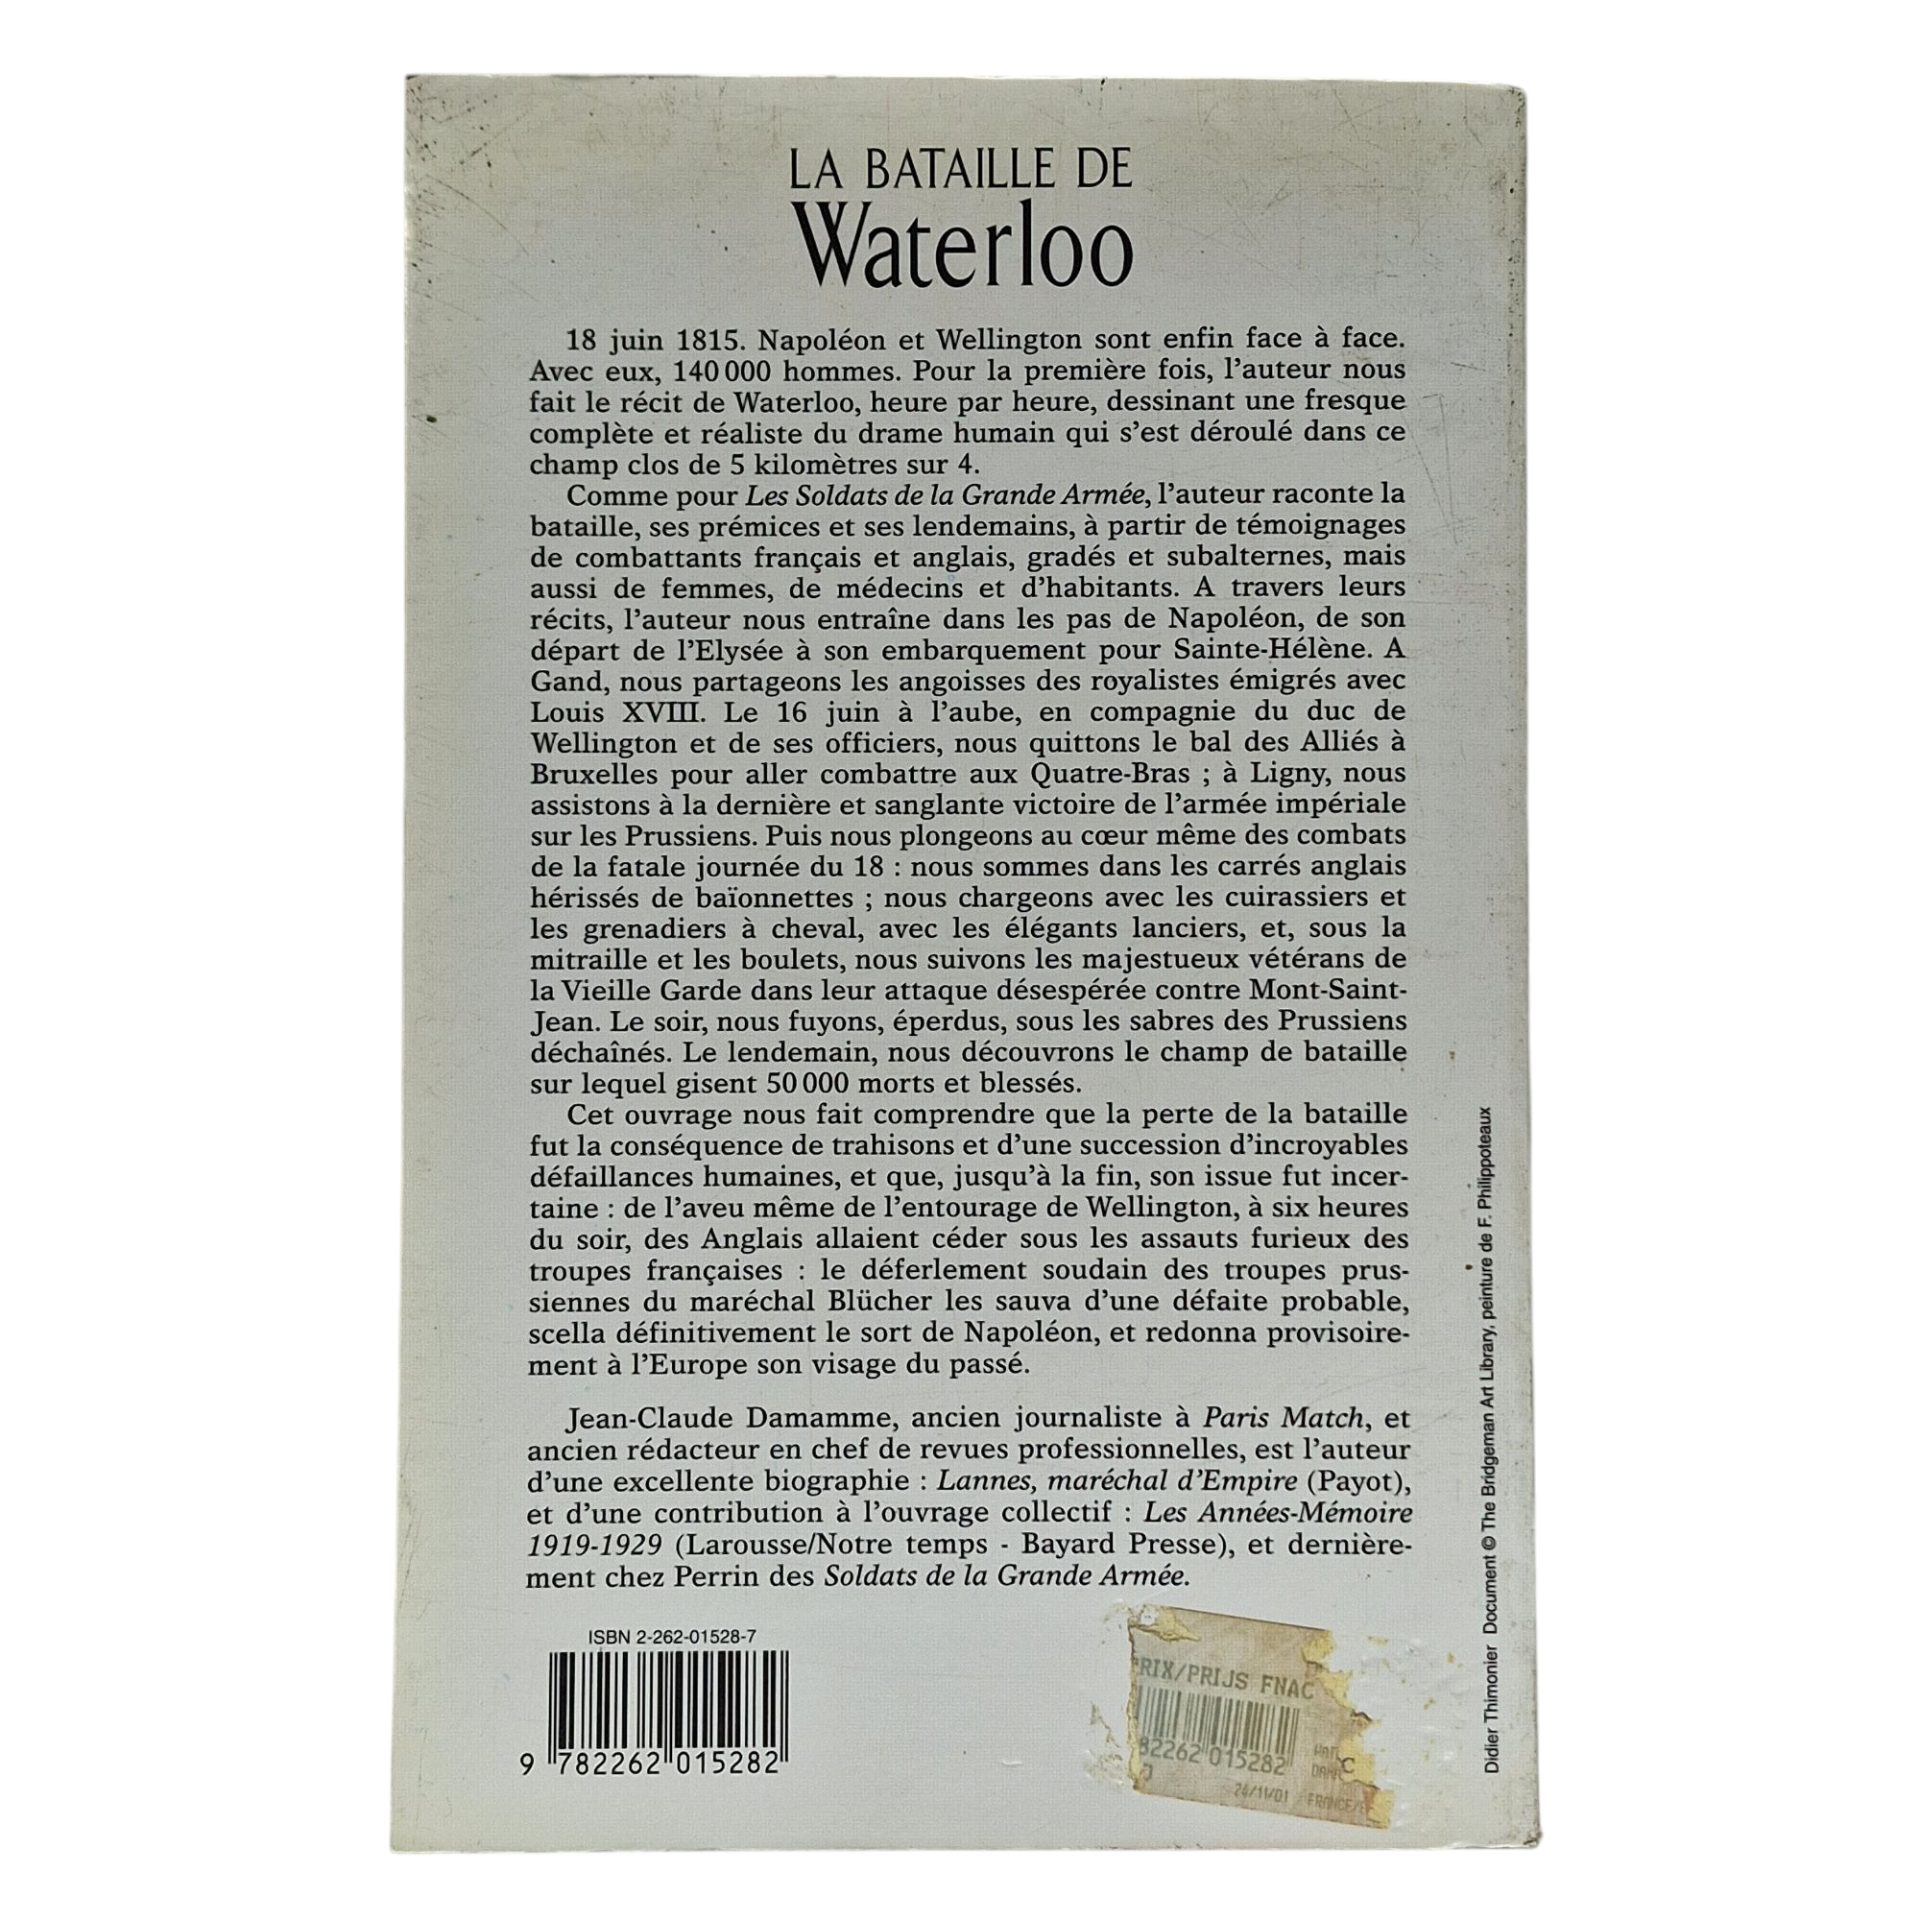 LA BATAILLE DE
Waterloo
18 juin 1815. Napoléon et Wellington sont enfin face à face.
Avec eux, 140 000 hommes. Pour la première fois, l'auteur nous
fait le récit de Waterloo, heure par heure, dessinant une fresque
complète et réaliste du drame humain qui s'est déroulé dans ce
champ clos de 5 kilomètres sur 4.
Comme pour Les Soldats de la Grande Armée, l'auteur raconte la
bataille, ses prémices et ses lendemains, à partir de témoignages
de combattants français et anglais, gradés et subalternes, mais
aussi de femmes, de médecins et d'habitants. A travers leurs
récits, l'auteur nous entraîne dans les pas de Napoléon, de son
départ de l'Elysée à son embarquement pour Sainte-Hélène. A
Gand, nous partageons les angoisses des royalistes émigrés avec
Louis XVIII. Le 16 juin à l'aube, en compagnie du duc de
Wellington et de ses officiers, nous quittons le bal des Alliés à
Bruxelles pour aller combattre aux Quatre-Bras ; à Ligny, nous
assistons à la dernière et sanglante victoire de l'armée impériale
sur les Prussiens. Puis nous plongeons au cœur même des combats
de la fatale journée du 18 : nous sommes dans les carrés anglais
hérissés de baïonnettes ; nous chargeons avec les cuirassiers et
les grenadiers à cheval, avec les élégants lanciers, et, sous la
mitraille et les boulets, nous suivons les majestueux vétérans de
la Vieille Garde dans leur attaque désespérée contre Mont-Saint-
Jean. Le soir, nous fuyons, éperdus, sous les sabres des Prussiens
déchaînés. Le lendemain, nous découvrons le champ de bataille
sur lequel gisent 50 000 morts et blessés.
Cet ouvrage nous fait comprendre que la perte de la bataille
fut la conséquence de trahisons et d'une succession d'incroyables
défaillances humaines, et que, jusqu'à la fin, son issue fut incer-
taine : de l'aveu même de l'entourage de Wellington, à six heures
du soir, des Anglais allaient céder sous les assauts furieux des
troupes françaises : le déferlement soudain des troupes prus-
siennes du maréchal Blücher les sauva d'une défaite probable,
scella définitivement le sort de Napoléon, et redonna provisoire-
ment à l'Europe son visage du passé.
Jean-Claude Damamme, ancien journaliste à Paris Match, et
ancien rédacteur en chef de revues professionnelles, est l'auteur
d'une excellente biographie : Lannes, maréchal d'Empire (Payot),
et d'une contribution à l'ouvrage collectif : Les Années-Mémoire
1919-1929 (Larousse/Notre temps - Bayard Presse), et dernière-
ment chez Perrin des Soldats de la Grande Armée.
ISBN 2-262-01528-7
9 782262 015282
RIX/PRIJS FNAC
82262 015282
24/11/01 FRANCE/
Didier Thimonier Document © The Bridgeman Art Library, peinture de F. Philippoteaux